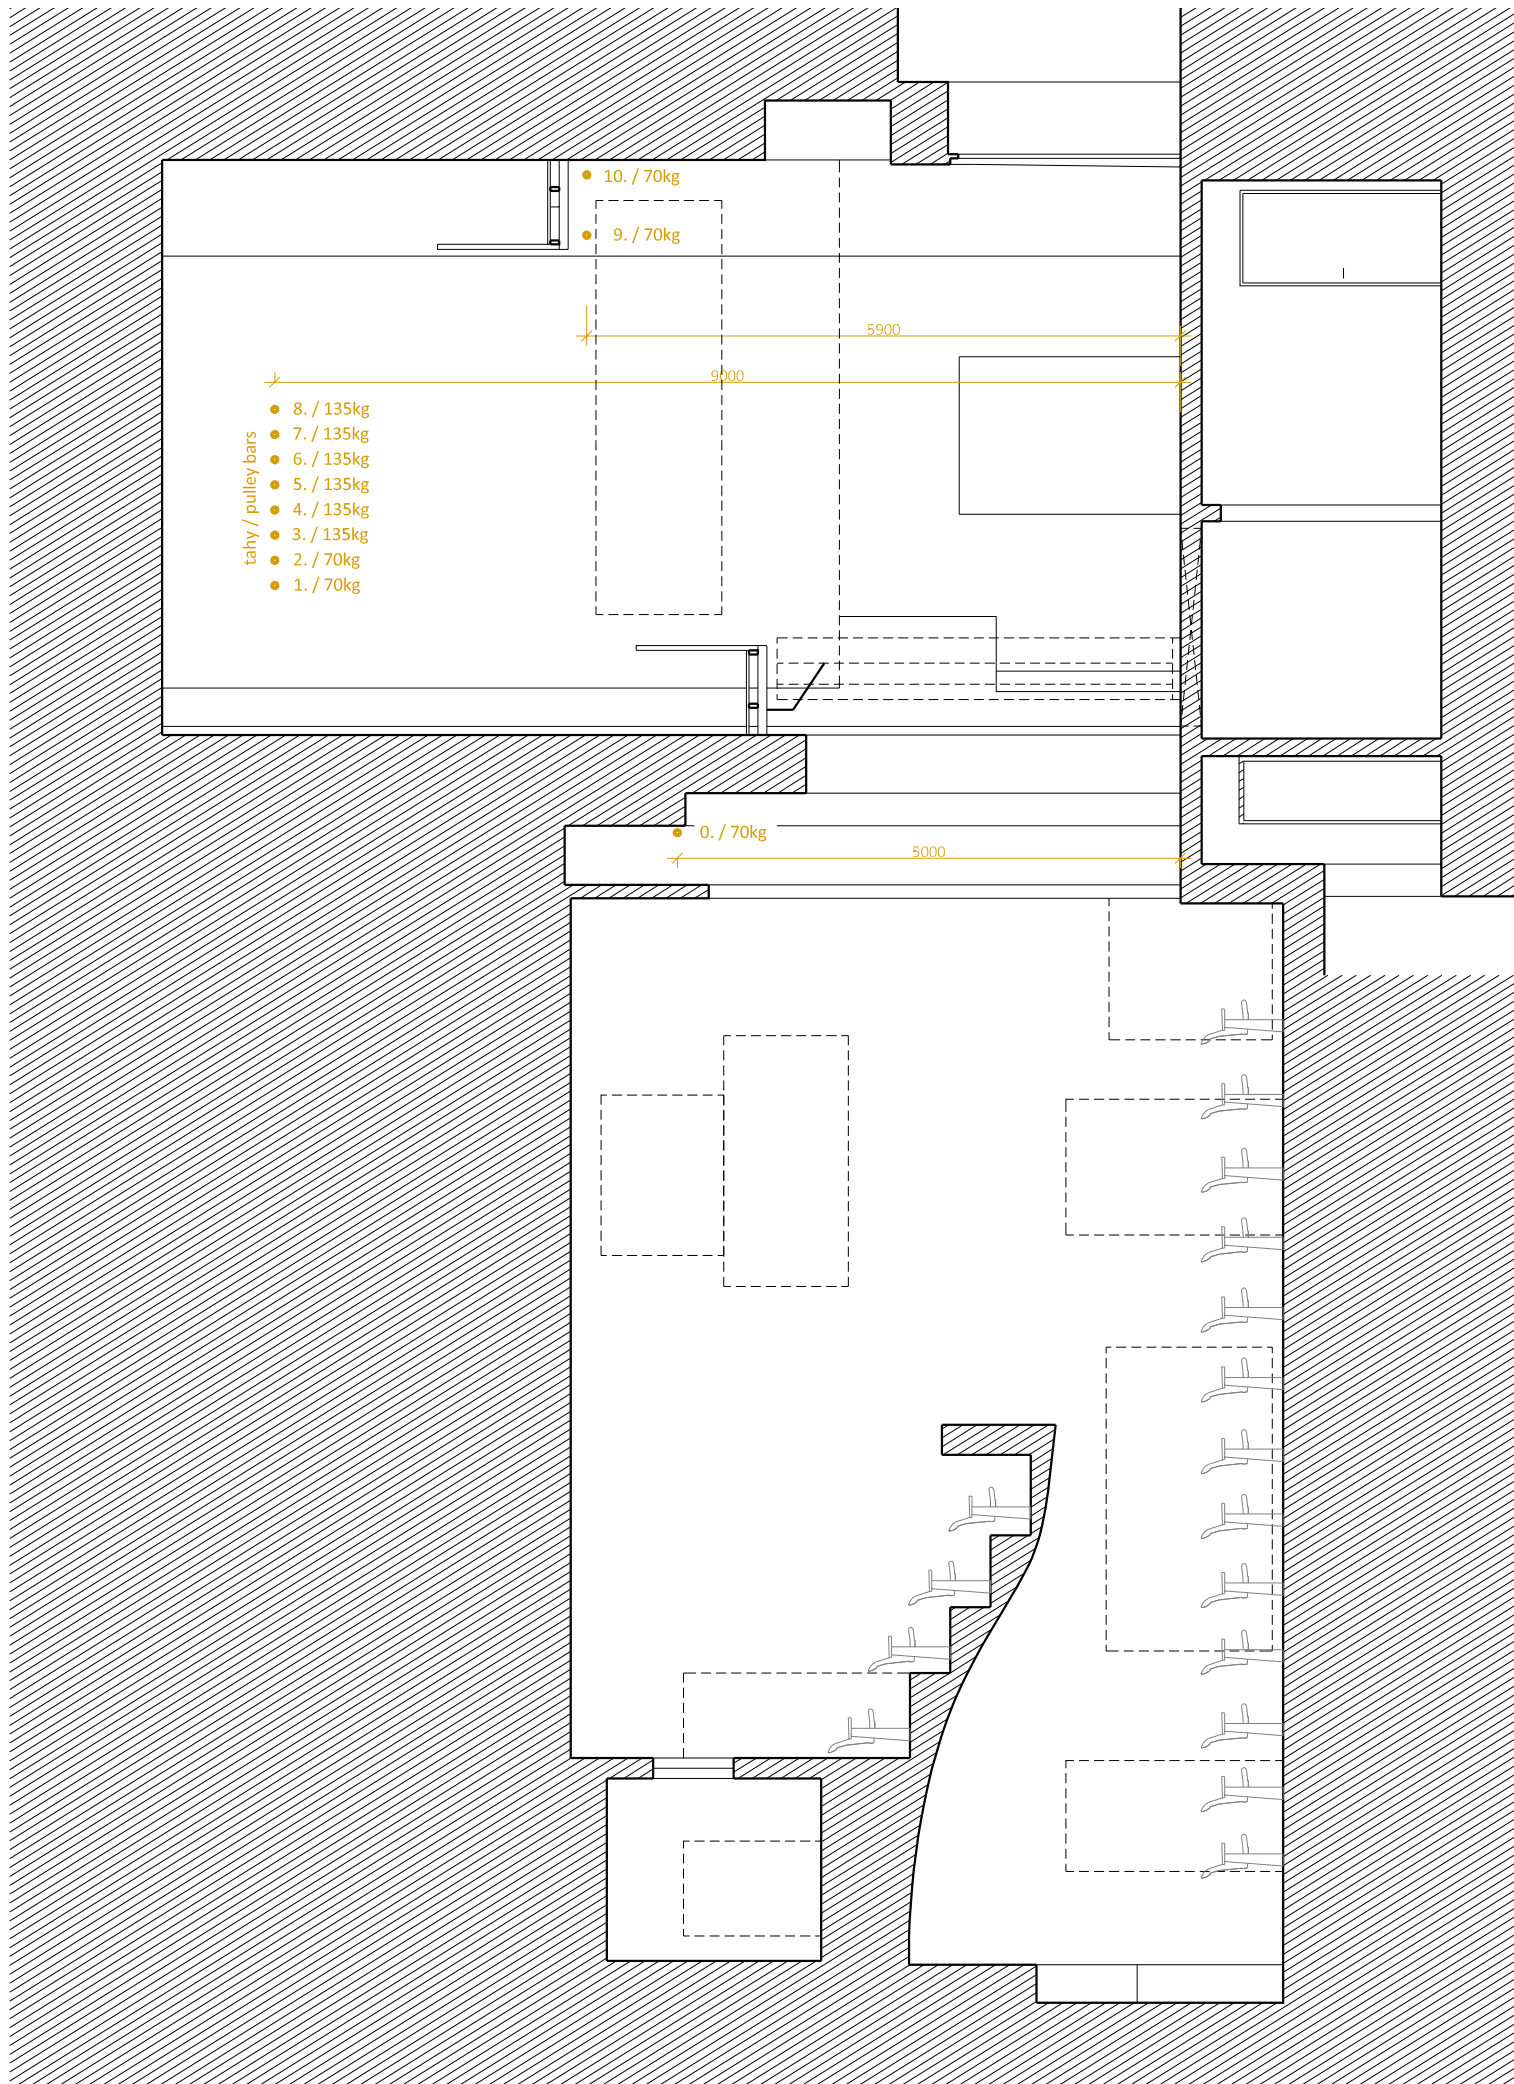 10. / 70kg
9. / 70kg
5900
9000
8. / 135kg
7. / 135kg
6. / 135kg
5. / 135kg
4. / 135kg
3. / 135kg
2. / 70kg
1. / 70kg
tahy / pulley bars
0. / 70kg
5000